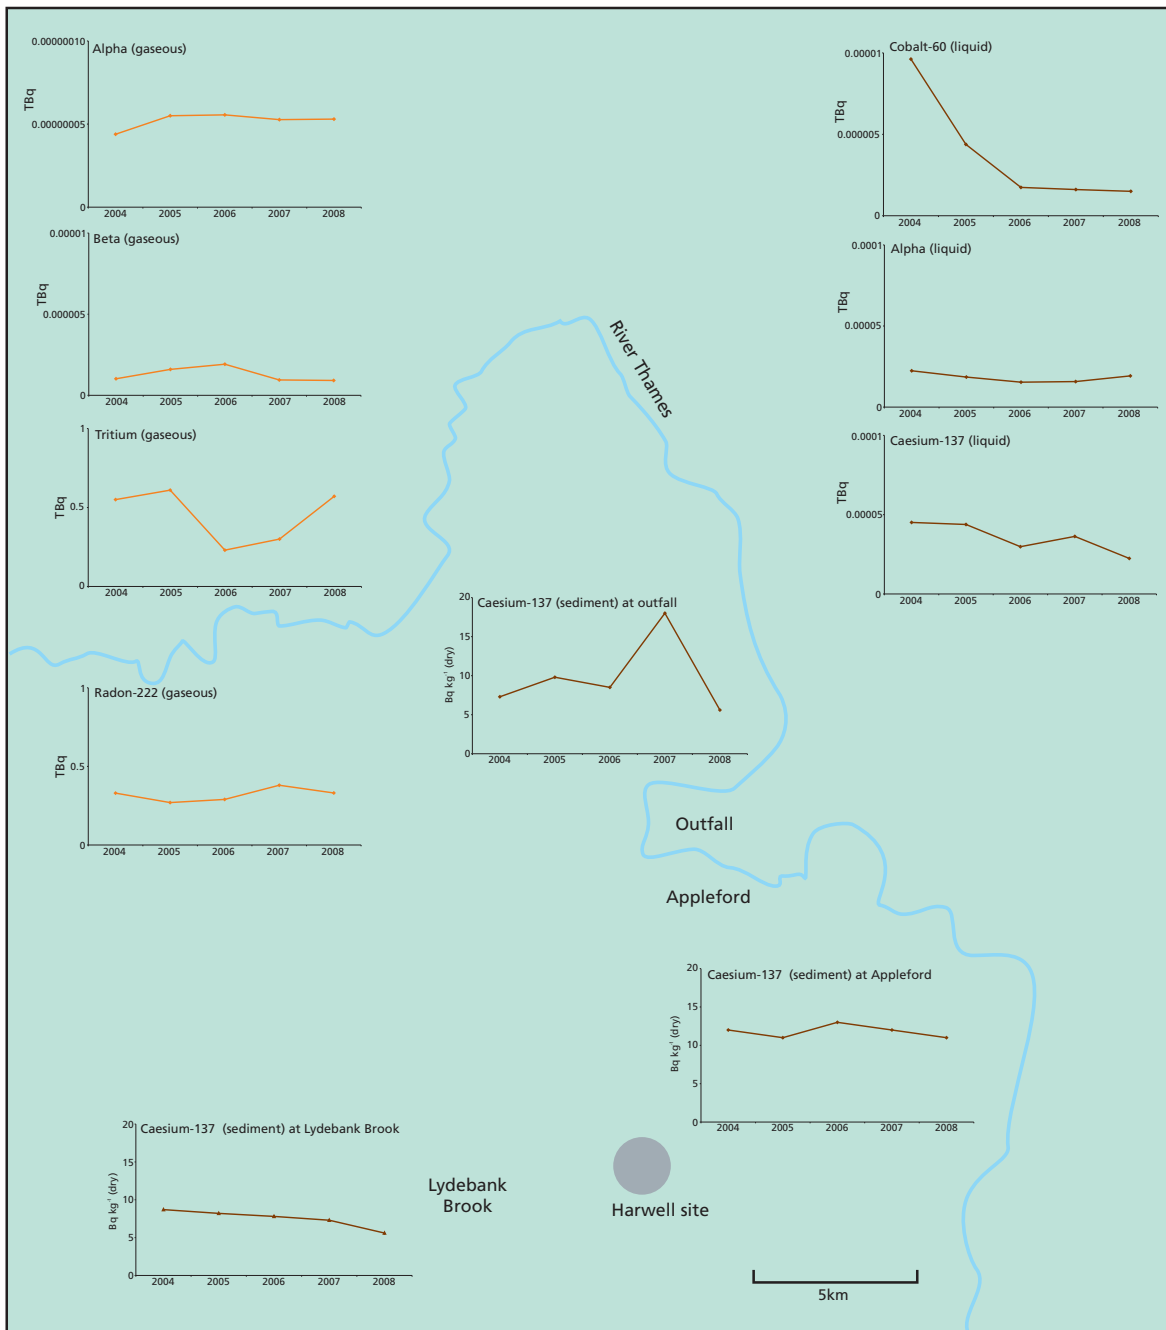 Alpha (gaseous)
0.00000010
TBq
0.00000005
0
2004 2005 2006 2007 2008
Beta (gaseous)
0.00001
TBq
0.000005
0
2004 2005 2006 2007 2008
Tritium (gaseous)
1
TBq
0.5
0
2004 2005 2006 2007 2008
Radon-222 (gaseous)
1
TBq
0.5
0
2004 2005 2006 2007 2008
Cobalt-60 (liquid)
0.00001
TBq
0.000005
0
2004 2005 2006 2007 2008
Alpha (liquid)
0.0001
TBq
0.00005
0
2004 2005 2006 2007 2008
Caesium-137 (liquid)
0.0001
TBq
0.00005
0
2004 2005 2006 2007 2008
River Thames
Caesium-137 (sediment) at outfall
20
15
10
5
0
Bq kg⁻¹ (dry)
2004 2005 2006 2007 2008
Outfall
Appleford
Caesium-137 (sediment) at Appleford
20
15
10
5
0
Bq kg⁻¹ (dry)
2004 2005 2006 2007 2008
Caesium-137 (sediment) at Lydebank Brook
20
15
10
5
0
Bq kg⁻¹ (dry)
2004 2005 2006 2007 2008
Lydebank
Brook
Harwell site
5km